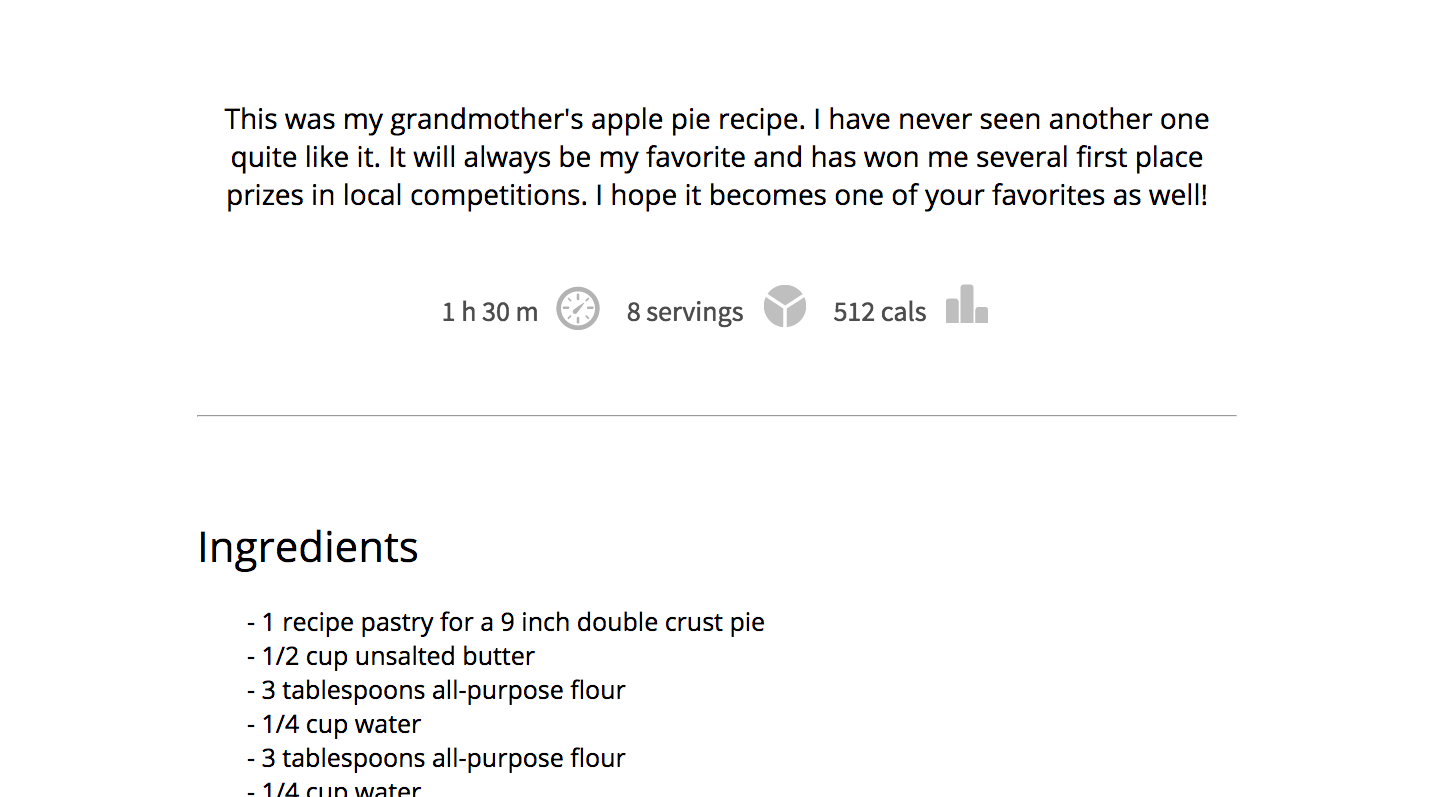 This was my grandmother's apple pie recipe. I have never seen another one
quite like it. It will always be my favorite and has won me several first place
prizes in local competitions. I hope it becomes one of your favorites as well!
1 h 30 m 8 servings 512 cals
Ingredients
- 1 recipe pastry for a 9 inch double crust pie
- 1/2 cup unsalted butter
- 3 tablespoons all-purpose flour
- 1/4 cup water
- 3 tablespoons all-purpose flour
- 1/4 cup water